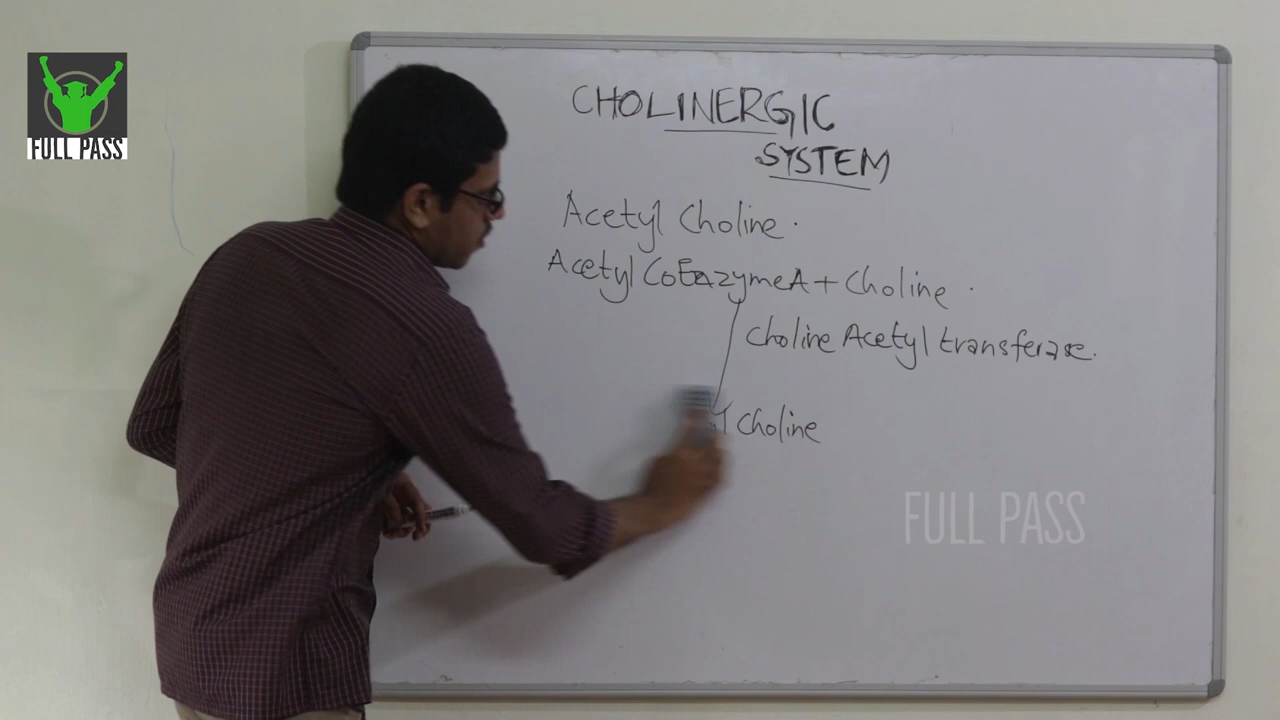 FULL PASS
CHOLINERGIC
SYSTEM
Acetyl Choline.
Acetyl CoEnzymeA + Choline.
Choline Acetyl transferase.
Choline
FULL PASS